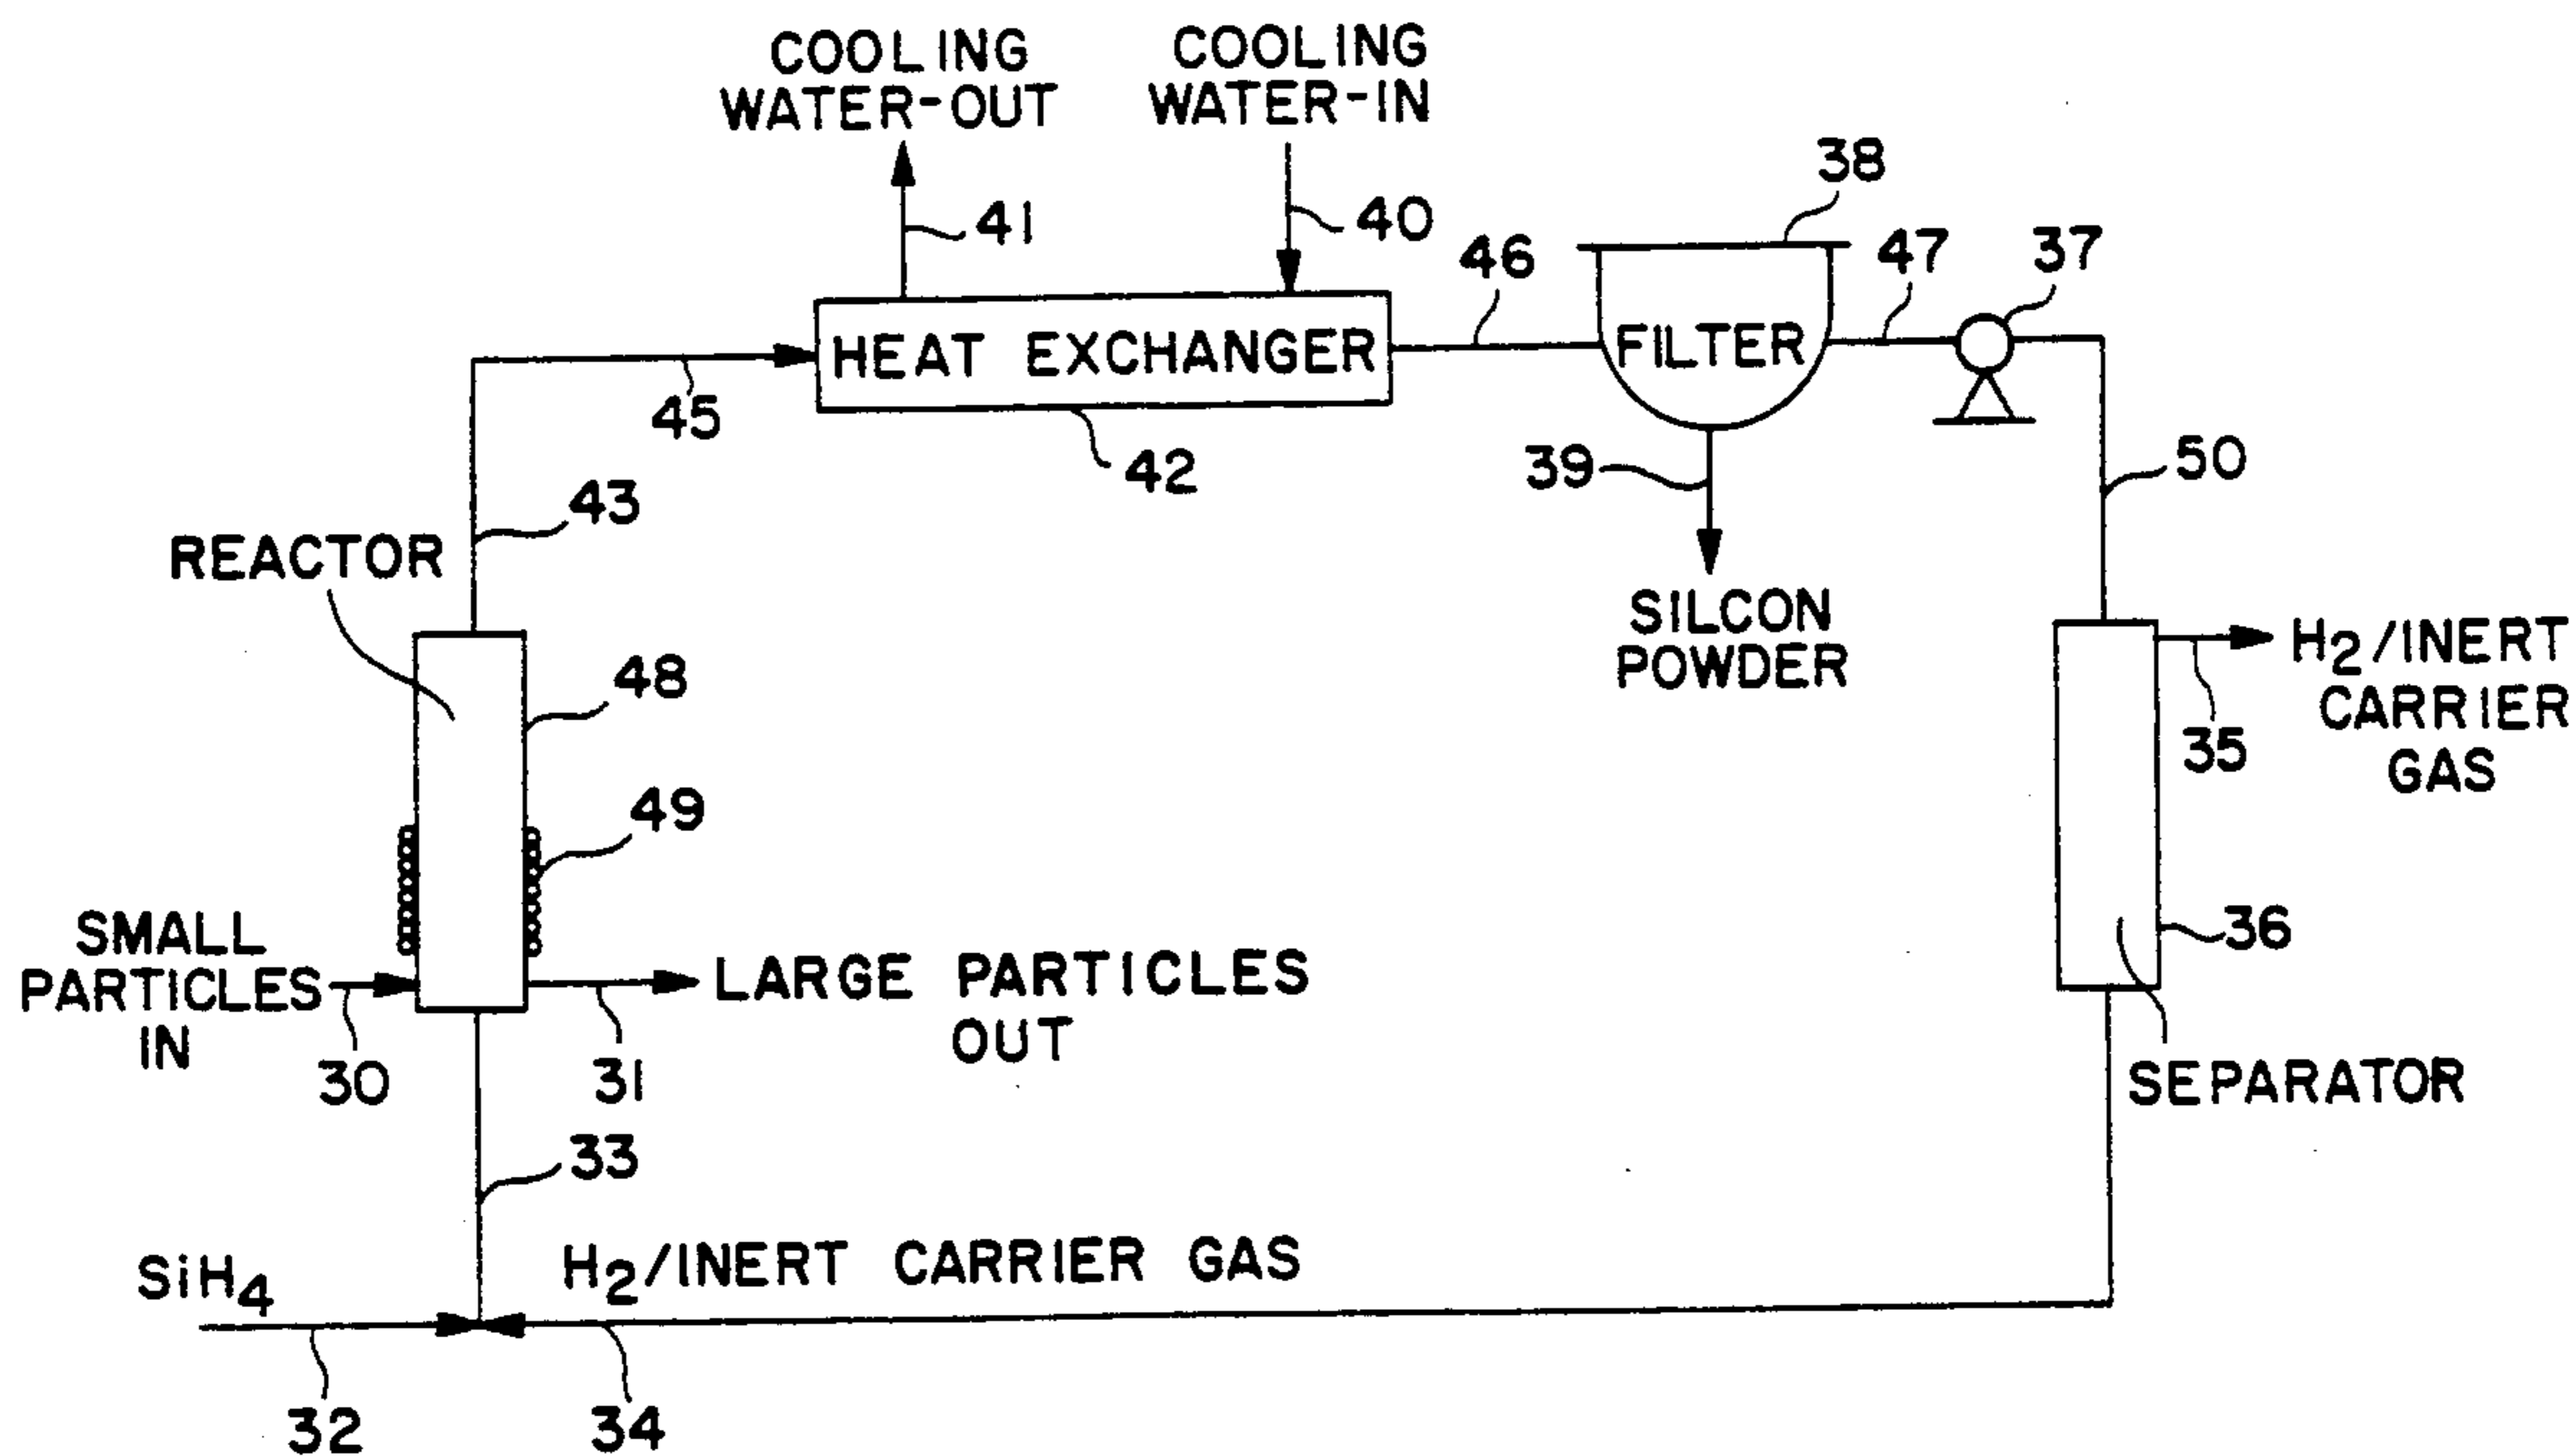 COOLING
WATER-OUT
COOLING
WATER-IN
38
41
40
46
47
37
HEAT EXCHANGER
FILTER
45
42
39
50
43
REACTOR
SILCON
POWDER
H2/INERT
CARRIER
GAS
35
48
49
SMALL
PARTICLES
IN
30
LARGE PARTICLES
OUT
31
36
SEPARATOR
33
SiH4
H2/INERT CARRIER GAS
32
34